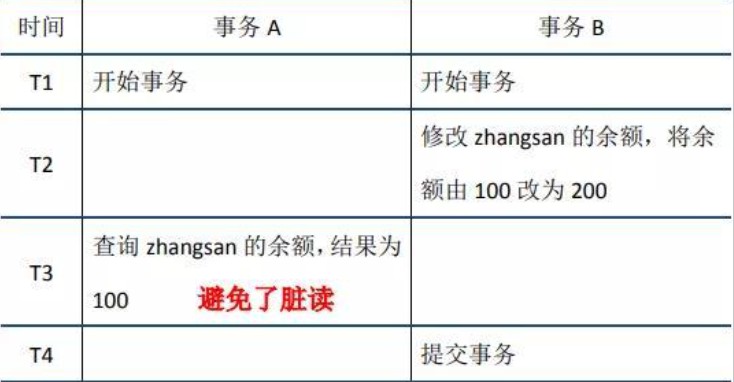 时间 事务 A 事务 B
T1 开始事务 开始事务
T2 修改 zhangsan 的余额，将余
额由 100 改为 200
T3 查询 zhangsan 的余额，结果为
100 避免了脏读
T4 提交事务